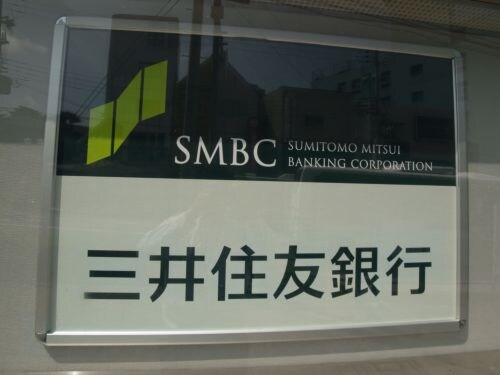 SMBC
SUMITOMO MITSUI
BANKING CORPORATION
三井住友銀行